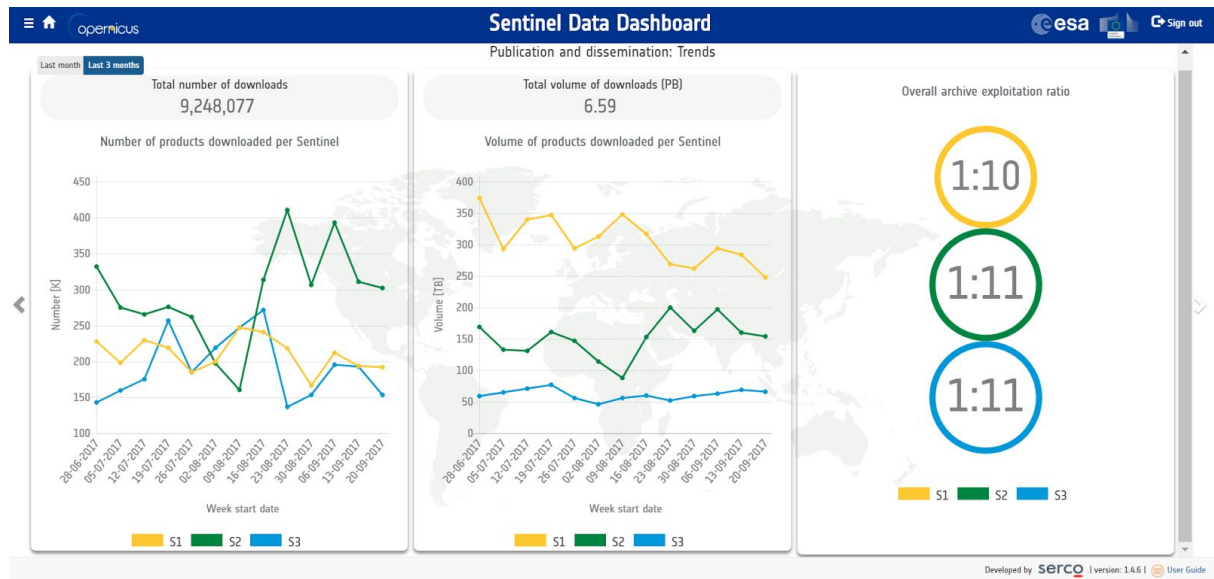 opernicus
Sentinel Data Dashboard
esa
Sign out
Publication and dissemination: Trends
Last month Last 3 months
Total number of downloads
9,248,077
Number of products downloaded per Sentinel
450
400
350
300
250
200
150
100
Number [K]
28-06-2017
05-07-2017
12-07-2017
19-07-2017
26-07-2017
02-08-2017
09-08-2017
16-08-2017
23-08-2017
30-08-2017
06-09-2017
13-09-2017
20-09-2017
Week start date
S1 S2 S3
Total volume of downloads (PB)
6.59
Volume of products downloaded per Sentinel
400
350
300
250
200
150
100
50
0
Volume [TB]
28-06-2017
05-07-2017
12-07-2017
19-07-2017
26-07-2017
02-08-2017
09-08-2017
16-08-2017
23-08-2017
30-08-2017
06-09-2017
13-09-2017
20-09-2017
Week start date
S1 S2 S3
Overall archive exploitation ratio
1:10
1:11
1:11
S1 S2 S3
Developed by serco | version: 1.4.6 | User Guide